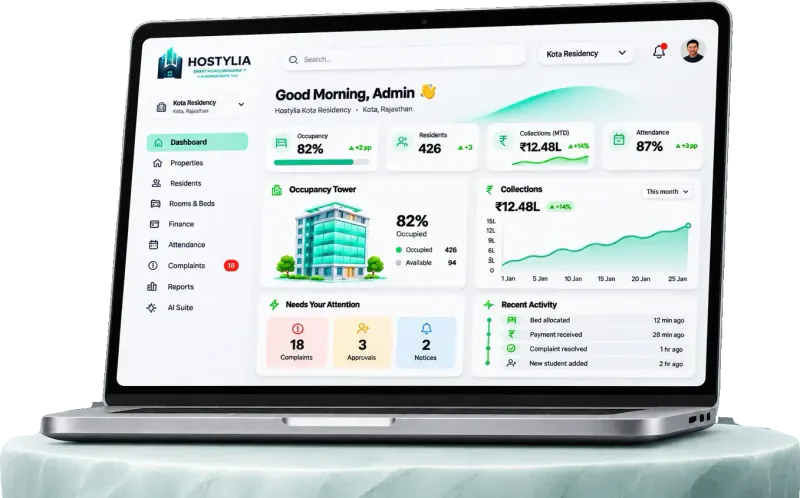 HOSTYLIA
Search...
Kota Residency
Kota Residency
Kota, Rajasthan
Good Morning, Admin 👋
Hostylia Kota Residency • Kota, Rajasthan
Dashboard
Properties
Residents
Rooms & Beds
Finance
Attendance
Complaints 18
Reports
AI Suite
Occupancy
82%
▲+2 pp
Residents
426
▲+3
Collections (MTD)
₹12.48L
▲+14%
Attendance
87%
▲+3 pp
Occupancy Tower
82%
Occupied
Occupied 426
Available 94
Collections
This month
₹12.48L ▲+14%
15L
12L
9L
6L
3L
0
1 Jan 5 Jan 10 Jan 15 Jan 20 Jan 25 Jan
Needs Your Attention
18
Complaints
3
Approvals
2
Notices
Recent Activity
Bed allocated 12 min ago
Payment received 28 min ago
Complaint resolved 1 hr ago
New student added 2 hr ago